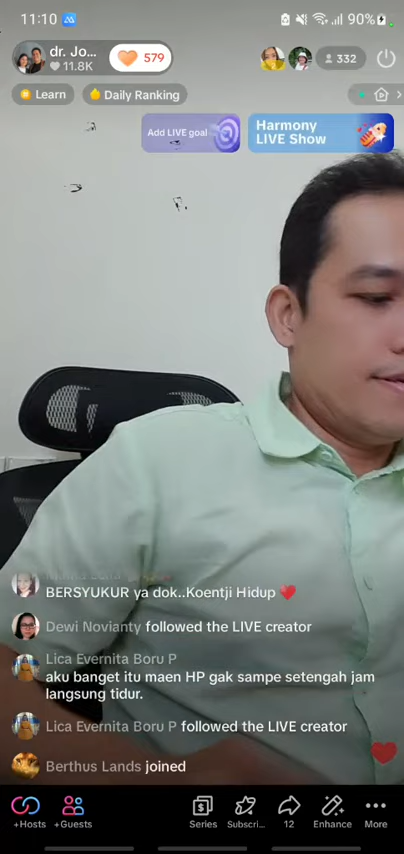 11:10
90%
dr. Jo...
11.8K
579
332
Learn
Daily Ranking
Add LIVE goal
Harmony
LIVE Show
BERSYUKUR ya dok..Koentji Hidup
Dewi Novianty followed the LIVE creator
Lica Evernita Boru P
aku banget itu maen HP gak sampe setengah jam
langsung tidur.
Lica Evernita Boru P followed the LIVE creator
Berthus Lands joined
+Hosts
+Guests
Series
Subscri...
12
Enhance
More